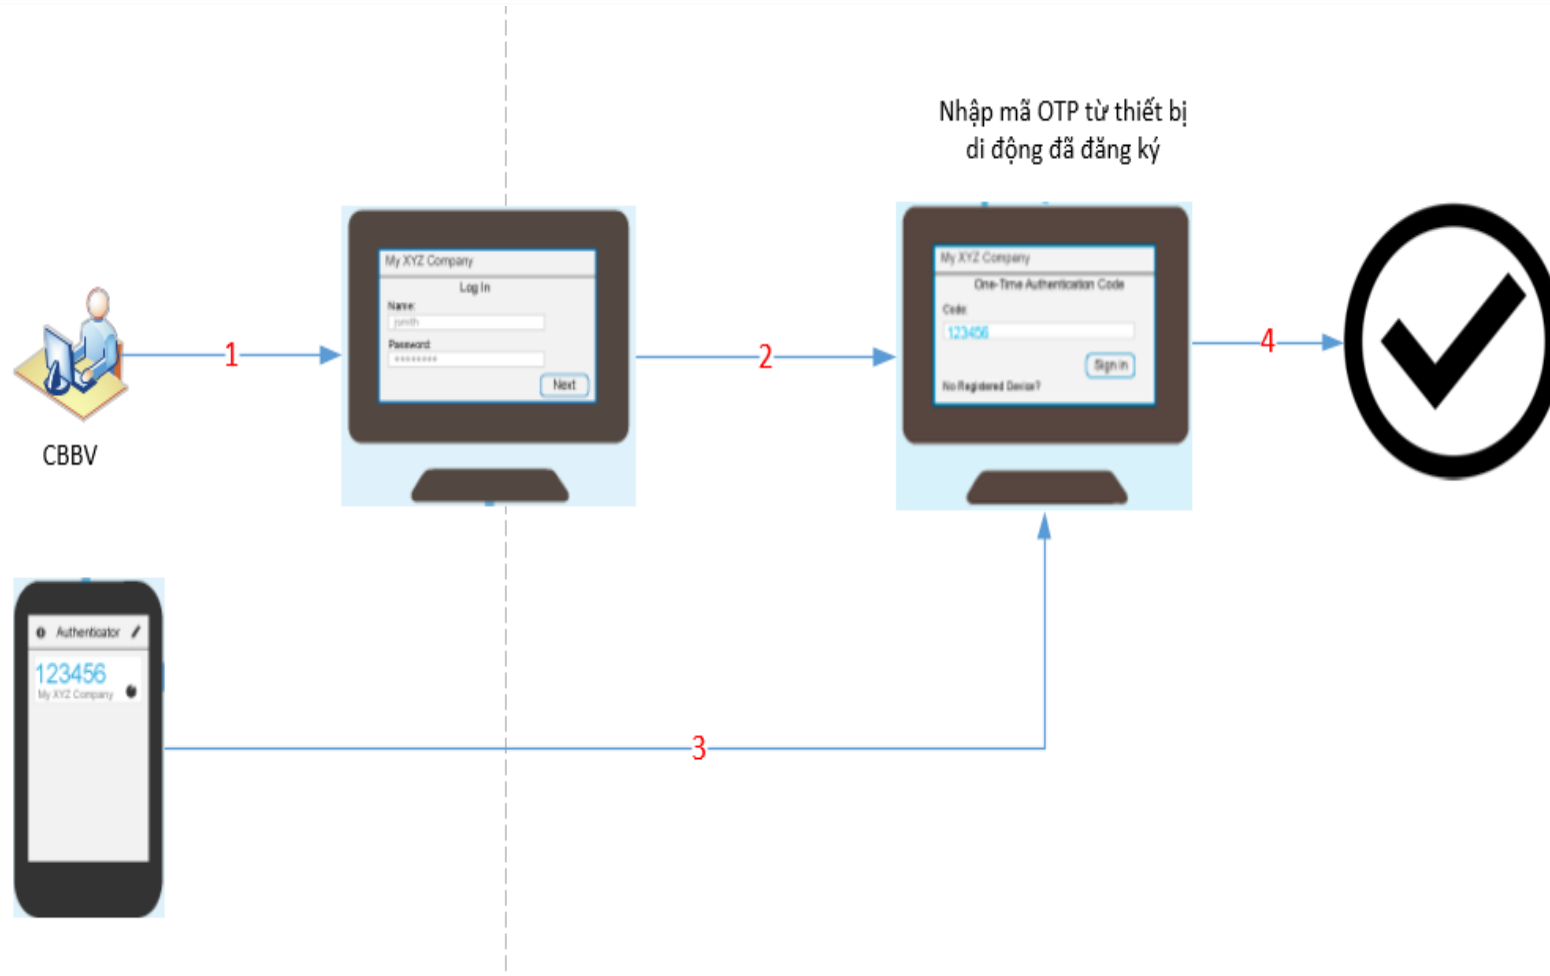 Nhập mã OTP từ thiết bị
di động đã đăng ký
My XYZ Company
Log In
Name:
jsmith
Password:
********
Next
My XYZ Company
One-Time Authentication Code
Code:
123456
Sign In
No Registered Device?
1
2
4
CBBV
Authenticator
123456
My XYZ Company
3